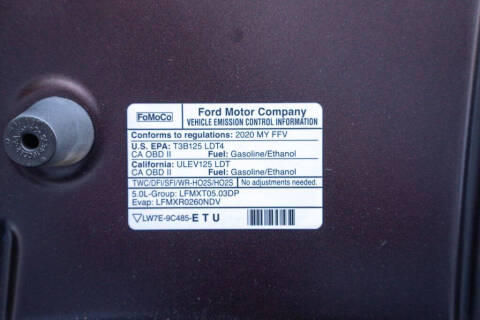 FoMoCo
Ford Motor Company
VEHICLE EMISSION CONTROL INFORMATION
Conforms to regulations: 2020 MY FFV
U.S. EPA: T3B125 LDT4
CA OBD II Fuel: Gasoline/Ethanol
California: ULEV125 LDT
CA OBD II Fuel: Gasoline/Ethanol
TWC/DFI/SFI/WR-HO2S/HO2S No adjustments needed.
5.0L-Group: LFMXT05.03DP
Evap: LFMXR0260NDV
LW7E-9C485-ETU